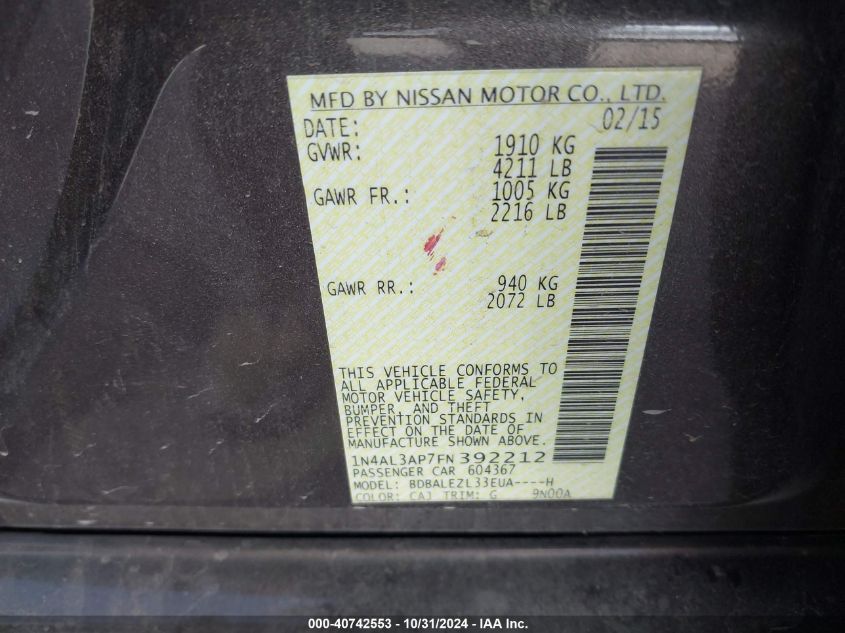 MFD BY NISSAN MOTOR CO., LTD.
DATE: 02/15
GVWR: 1910 KG
4211 LB
GAWR FR.: 1005 KG
2216 LB
GAWR RR.: 940 KG
2072 LB
THIS VEHICLE CONFORMS TO
ALL APPLICABLE FEDERAL
MOTOR VEHICLE SAFETY,
BUMPER, AND THEFT
PREVENTION STANDARDS IN
EFFECT ON THE DATE OF
MANUFACTURE SHOWN ABOVE.
1N4AL3AP7FN392212
PASSENGER CAR 604367
MODEL: BDBALEZL33EUA----H
COLOR: CAJ TRIM: G 9N00A
000-40742553 - 10/31/2024 - IAA Inc.